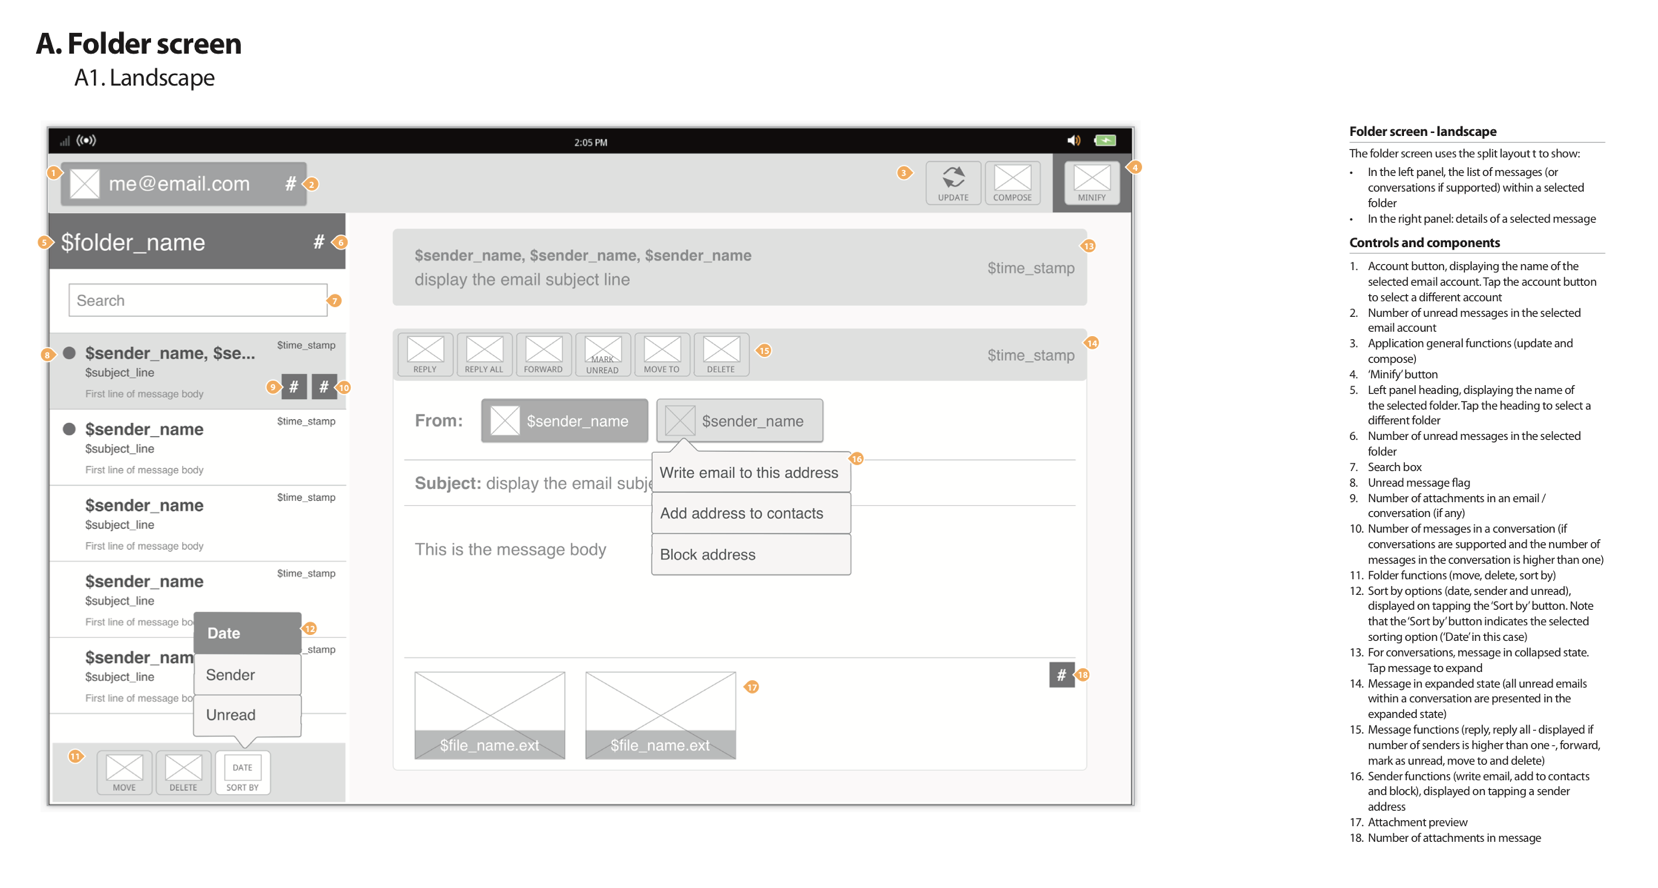 A. Folder screen
A1. Landscape
2:05 PM
1
me@email.com
#
2
3
UPDATE
COMPOSE
MINIFY
4
5
$folder_name
#
6
Search
7
8
$sender_name, $se...
$time_stamp
$subject_line
First line of message body
9
#
#
10
$sender_name
$time_stamp
$subject_line
First line of message body
$sender_name
$time_stamp
$subject_line
First line of message body
$sender_name
$time_stamp
$subject_line
First line of message bo
$sender_nam
_stamp
$subject_line
First line of message bo
Date
12
Sender
Unread
11
MOVE
DELETE
DATE
SORT BY
$sender_name, $sender_name, $sender_name
display the email subject line
$time_stamp
13
REPLY
REPLY ALL
FORWARD
MARK
UNREAD
MOVE TO
DELETE
15
$time_stamp
14
From:
$sender_name
$sender_name
16
Write email to this address
Add address to contacts
Block address
Subject: display the email subje
This is the message body
$file_name.ext
$file_name.ext
17
#
18
Folder screen - landscape
The folder screen uses the split layout t to show:
• In the left panel, the list of messages (or
conversations if supported) within a selected
folder
• In the right panel: details of a selected message
Controls and components
1. Account button, displaying the name of the
selected email account. Tap the account button
to select a different account
2. Number of unread messages in the selected
email account
3. Application general functions (update and
compose)
4. ‘Minify’ button
5. Left panel heading, displaying the name of
the selected folder. Tap the heading to select a
different folder
6. Number of unread messages in the selected
folder
7. Search box
8. Unread message flag
9. Number of attachments in an email /
conversation (if any)
10. Number of messages in a conversation (if
conversations are supported and the number of
messages in the conversation is higher than one)
11. Folder functions (move, delete, sort by)
12. Sort by options (date, sender and unread),
displayed on tapping the ‘Sort by’ button. Note
that the ‘Sort by’ button indicates the selected
sorting option (‘Date’ in this case)
13. For conversations, message in collapsed state.
Tap message to expand
14. Message in expanded state (all unread emails
within a conversation are presented in the
expanded state)
15. Message functions (reply, reply all - displayed if
number of senders is higher than one -, forward,
mark as unread, move to and delete)
16. Sender functions (write email, add to contacts
and block), displayed on tapping a sender
address
17. Attachment preview
18. Number of attachments in message